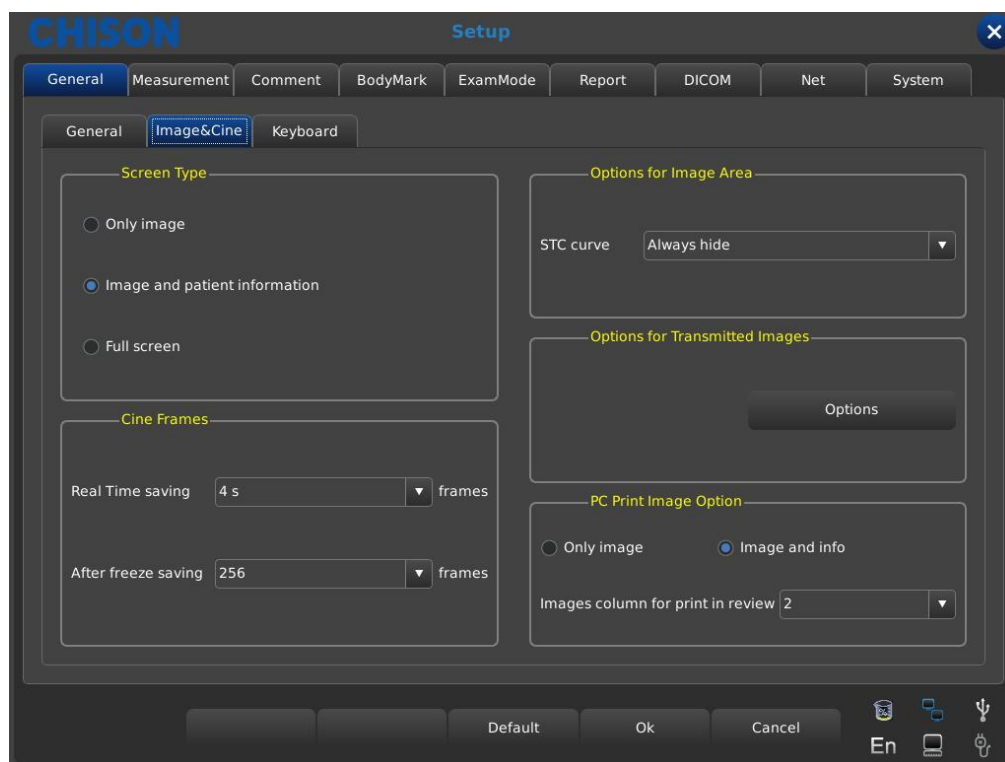 CHISON
Setup
General Measurement Comment BodyMark ExamMode Report DICOM Net System
General Image&Cine Keyboard
Screen Type
Only image
Image and patient information
Full screen
Cine Frames
Real Time saving 4 s frames
After freeze saving 256 frames
Options for Image Area
STC curve Always hide
Options for Transmitted Images
Options
PC Print Image Option
Only image Image and info
Images column for print in review 2
Default Ok Cancel
En